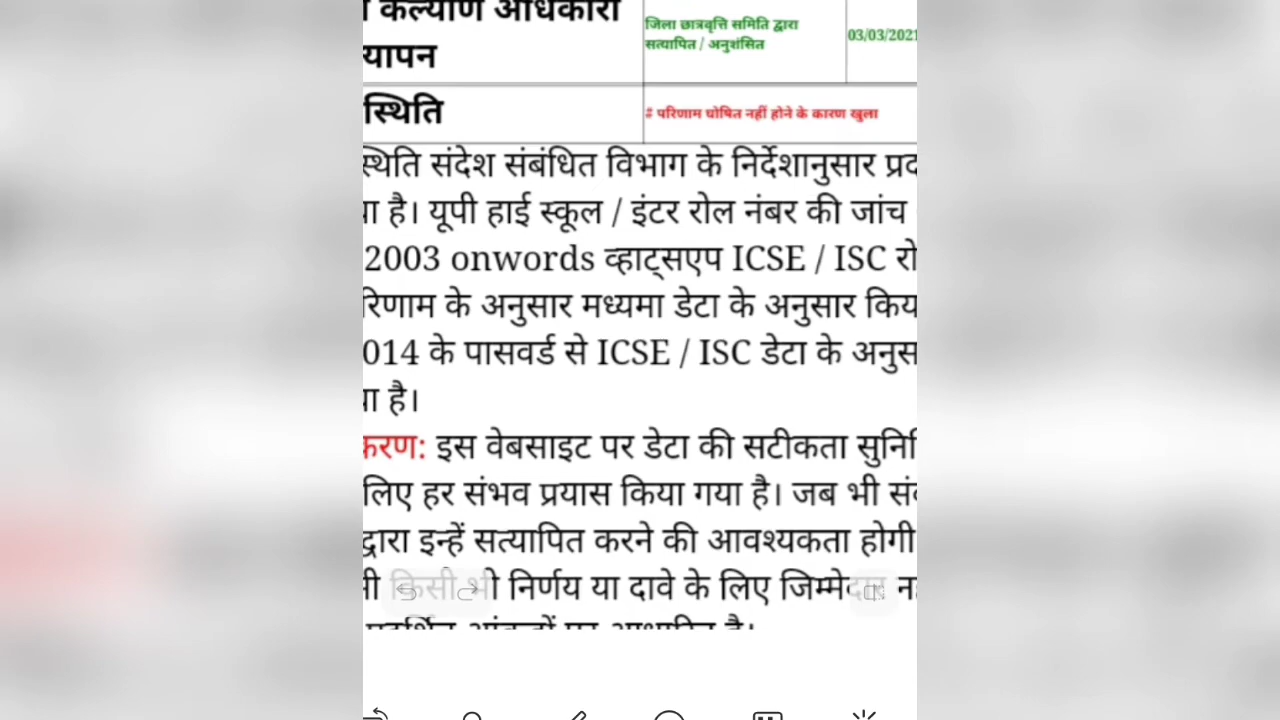 कल्याण अधिकारी
जिला छात्रवृत्ति समिति द्वारा
सत्यापित / अनुशंसित
03/03/2021
यापन
स्थिति
# परिणाम घोषित नहीं होने के कारण खुला
स्थिति संदेश संबंधित विभाग के निर्देशानुसार प्रद
या है। यूपी हाई स्कूल / इंटर रोल नंबर की जांच
2003 onwords व्हाट्सएप ICSE / ISC रो
रिणाम के अनुसार मध्यमा डेटा के अनुसार किय
014 के पासवर्ड से ICSE / ISC डेटा के अनुस
या है।
करण: इस वेबसाइट पर डेटा की सटीकता सुनि
लिए हर संभव प्रयास किया गया है। जब भी सं
द्वारा इन्हें सत्यापित करने की आवश्यकता होगी
किसी भी निर्णय या दावे के लिए जिम्मेदार न